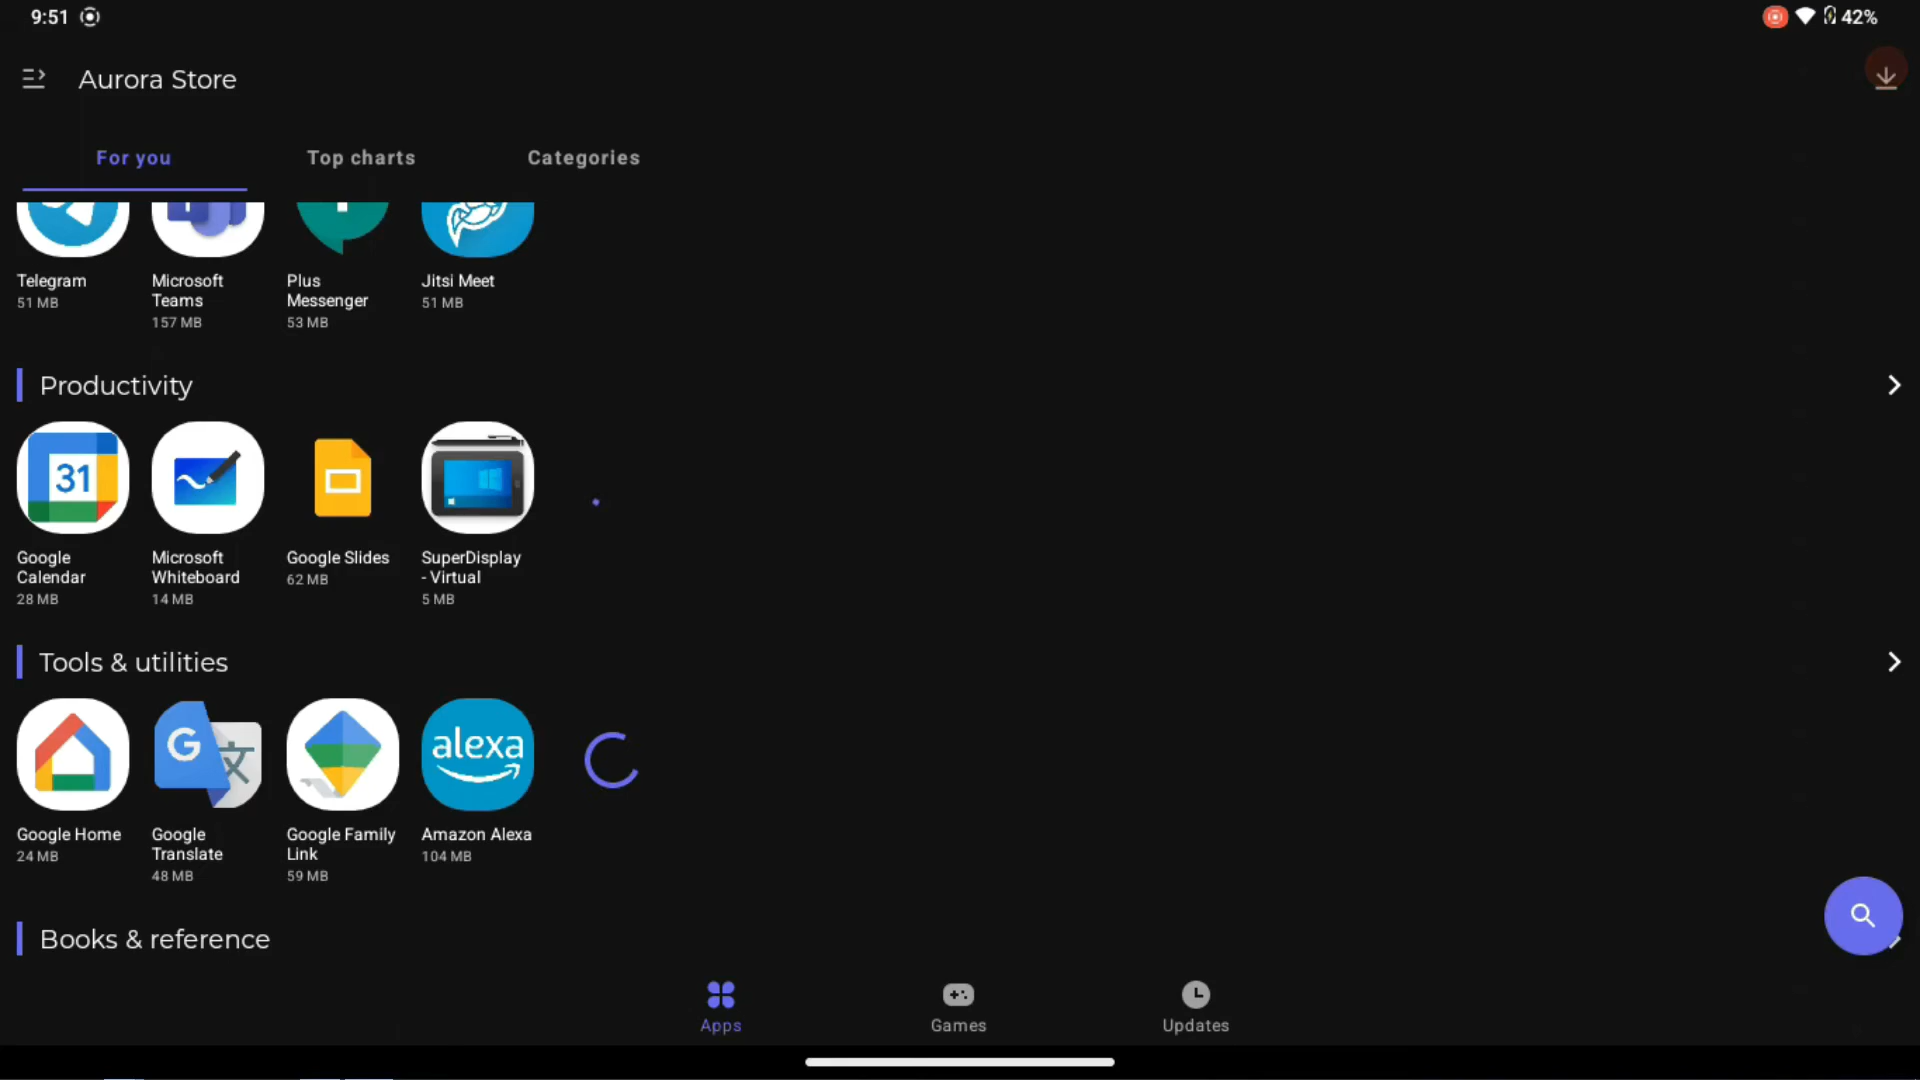 9:51
42%
Aurora Store
For you
Top charts
Categories
Telegram
51 MB
Microsoft
Teams
157 MB
Plus
Messenger
53 MB
Jitsi Meet
51 MB
Productivity
31
Google
Calendar
28 MB
Microsoft
Whiteboard
14 MB
Google Slides
62 MB
SuperDisplay
- Virtual
5 MB
Tools & utilities
G
文
alexa
Google Home
24 MB
Google
Translate
48 MB
Google Family
Link
59 MB
Amazon Alexa
104 MB
Books & reference
Apps
Games
Updates